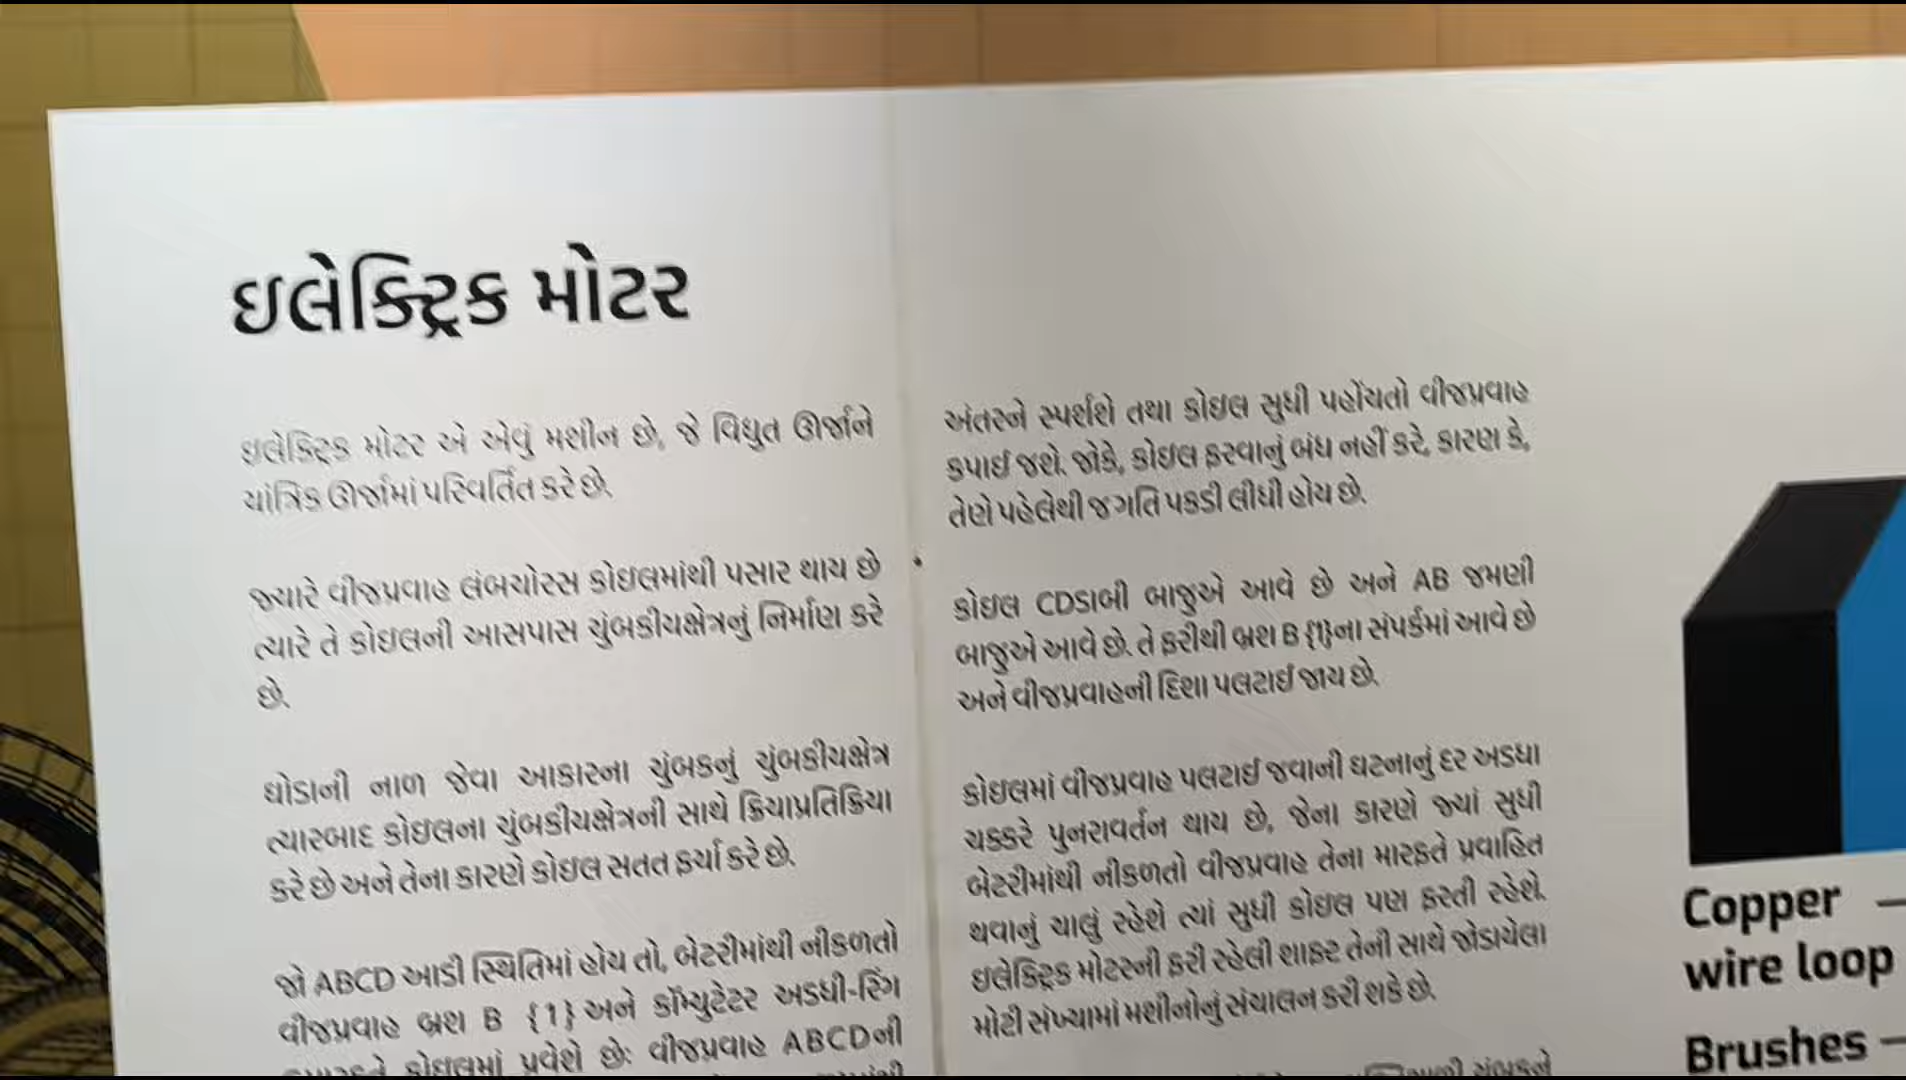 ઇલેક્ટ્રિક મોટર
ઇલેક્ટ્રિક મોટર એ એવું મશીન છે, જે વિદ્યુત ઊર્જાને
યાંત્રિક ઊર્જામાં પરિવર્તિત કરે છે.
જ્યારે વીજપ્રવાહ લંબચોરસ કોઇલમાંથી પસાર થાય છે
ત્યારે તે કોઇલની આસપાસ ચુંબકીયક્ષેત્રનું નિર્માણ કરે
છે.
ઘોડાની નાળ જેવા આકારના ચુંબકનું ચુંબકીયક્ષેત્ર
ત્યારબાદ કોઇલના ચુંબકીયક્ષેત્રની સાથે ક્રિયાપ્રતિક્રિયા
કરે છે અને તેના કારણે કોઇલ સતત ફર્યા કરે છે.
જો ABCD આડી સ્થિતિમાં હોય તો, બેટરીમાંથી નીકળતો
વીજપ્રવાહ બ્રશ B {1} અને કૉમ્યુટેટર અડધી-રિંગ
કોઇલમાં પ્રવેશે છે: વીજપ્રવાહ ABCDની
અંતરને સ્પર્શશે તથા કોઇલ સુધી પહોંચતો વીજપ્રવાહ
કપાઈ જશે. જોકે, કોઇલ ફરવાનું બંધ નહીં કરે, કારણ કે,
તેણે પહેલેથી જ ગતિ પકડી લીધી હોય છે.
કોઇલ CDડાબી બાજુએ આવે છે અને AB જમણી
બાજુએ આવે છે. તે ફરીથી બ્રશ B {1}ના સંપર્કમાં આવે છે
અને વીજપ્રવાહની દિશા પલટાઈ જાય છે.
કોઇલમાં વીજપ્રવાહ પલટાઈ જવાની ઘટનાનું દર અડધા
ચક્કરે પુનરાવર્તન થાય છે, જેના કારણે જ્યાં સુધી
બેટરીમાંથી નીકળતો વીજપ્રવાહ તેના મારફતે પ્રવાહિત
થવાનું ચાલું રહેશે ત્યાં સુધી કોઇલ પણ ફરતી રહેશે.
ઇલેક્ટ્રિક મોટરની ફરી રહેલી શાફ્ટ તેની સાથે જોડાયેલા
મોટી સંખ્યામાં મશીનોનું સંચાલન કરી શકે છે.
Copper
wire loop
Brushes